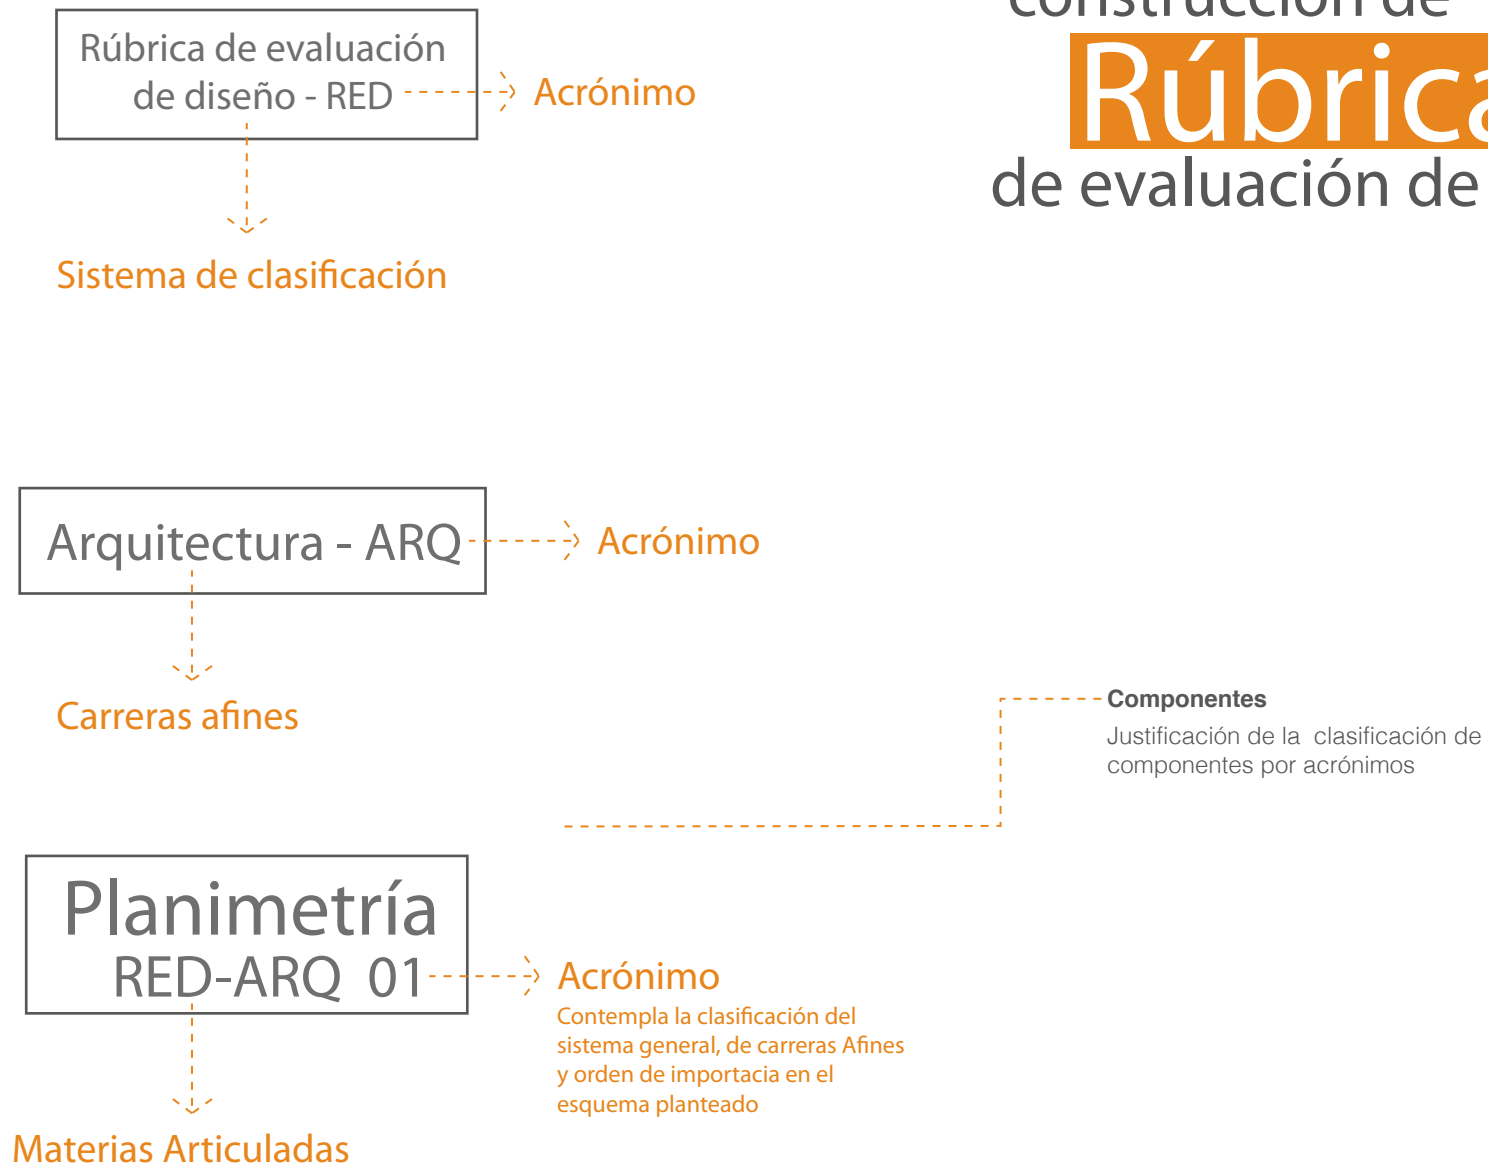 construcción de
Rúbrica
de evaluación de
Rúbrica de evaluación
de diseño - RED
Acrónimo
Sistema de clasificación
Arquitectura - ARQ
Acrónimo
Carreras afines
Componentes
Justificación de la clasificación de
componentes por acrónimos
Planimetría
RED-ARQ 01
Acrónimo
Contempla la clasificación del
sistema general, de carreras Afines
y orden de importacia en el
esquema planteado
Materias Articuladas